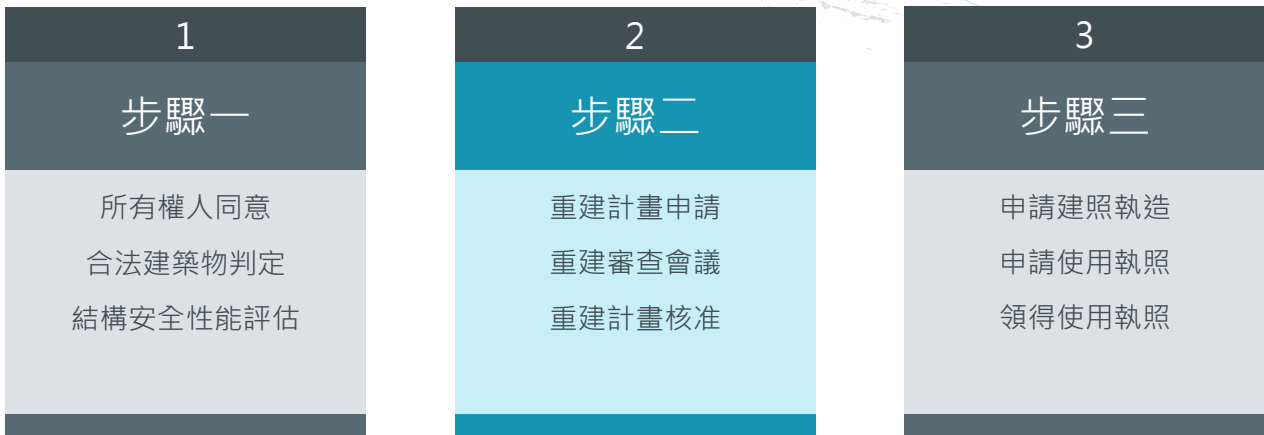 1
步驟一
所有權人同意
合法建築物判定
結構安全性能評估
2
步驟二
重建計畫申請
重建審查會議
重建計畫核准
3
步驟三
申請建照執造
申請使用執照
領得使用執照